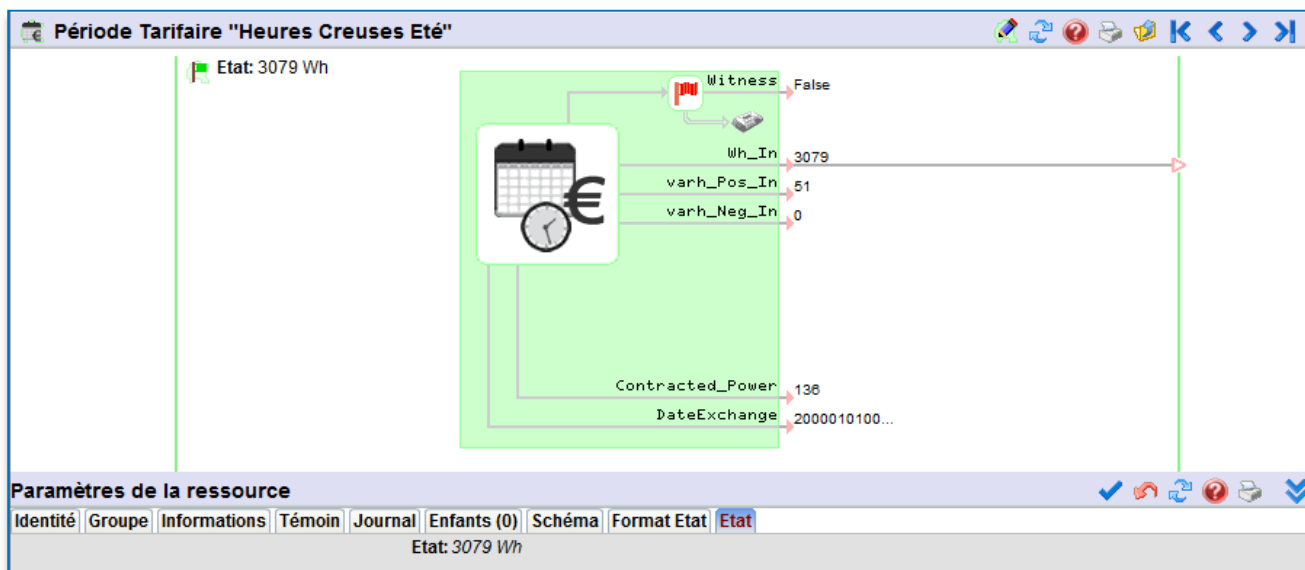 Période Tarifaire "Heures Creuses Eté"
Etat: 3079 Wh
Witness False
Wh_In 3079
varh_Pos_In 51
varh_Neg_In 0
Contracted_Power 136
DateExchange 2000010100...
Paramètres de la ressource
Identité Groupe Informations Témoin Journal Enfants (0) Schéma Format Etat Etat
Etat: 3079 Wh